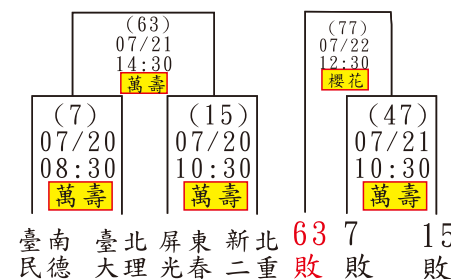 (63)
07/21
14:30
萬壽
(77)
07/22
12:30
櫻花
(7)
07/20
08:30
萬壽
(15)
07/20
10:30
萬壽
(47)
07/21
10:30
萬壽
臺南 臺北 屏東 新北 63 7 15
民德 大理 光春 二重 敗 敗 敗